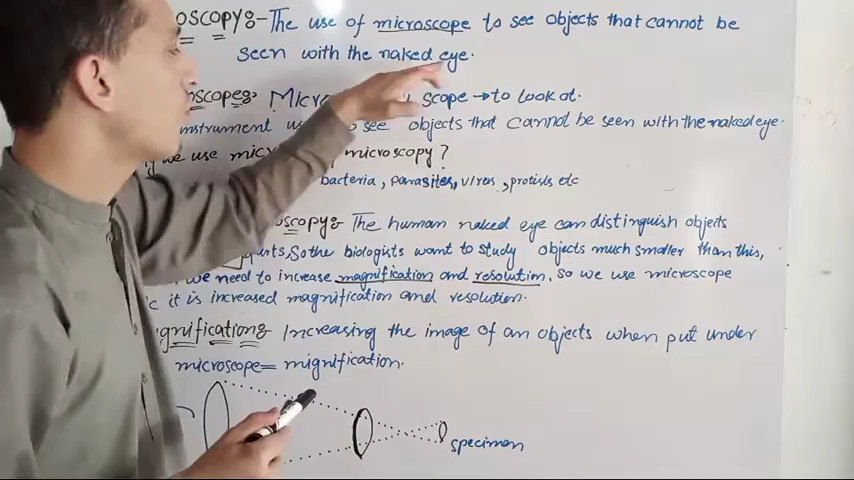 oscopy:- The use of microscope to see objects that cannot be
seen with the naked eye.
oscopes: Micro scope → to look at.
instrument to see objects that cannot be seen with the naked eye.
we use micro microscopy?
bacteria, parasites, virus, protists etc
scopy:- The human naked eye can distinguish objects
parts, So the biologists want to study objects much smaller than this,
we need to increase magnification and resolution, so we use microscope
it is increased magnification and resolution.
gnification:- Increasing the image of an objects when put under
microscope = mignification.
specimen